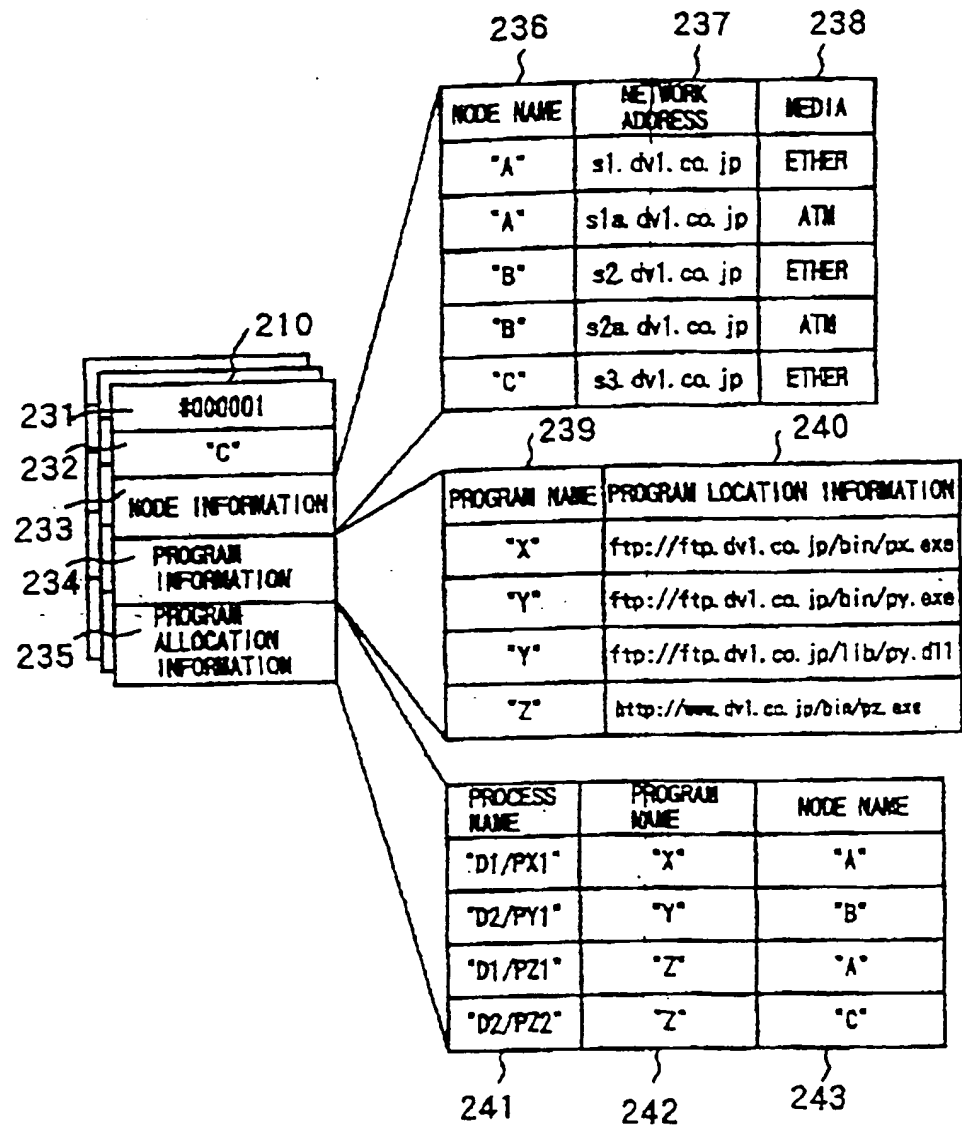 236 237 238
NODE NAME NETWORK ADDRESS MEDIA
"A" s1.dv1.co.jp ETHER
"A" s1a.dv1.co.jp ATM
"B" s2.dv1.co.jp ETHER
"B" s2a.dv1.co.jp ATM
"C" s3.dv1.co.jp ETHER
210
231 #000001
232 "C"
233 NODE INFORMATION
234 PROGRAM INFORMATION
235 PROGRAM ALLOCATION INFORMATION
239 240
PROGRAM NAME PROGRAM LOCATION INFORMATION
"X" ftp://ftp.dv1.co.jp/bin/px.exe
"Y" ftp://ftp.dv1.co.jp/bin/py.exe
"Y" ftp://ftp.dv1.co.jp/lib/py.dll
"Z" http://www.dv1.co.jp/bin/pz.exe
PROCESS NAME PROGRAM NAME NODE NAME
"D1/PX1" "X" "A"
"D2/PY1" "Y" "B"
"D1/PZ1" "Z" "A"
"D2/PZ2" "Z" "C"
241 242 243